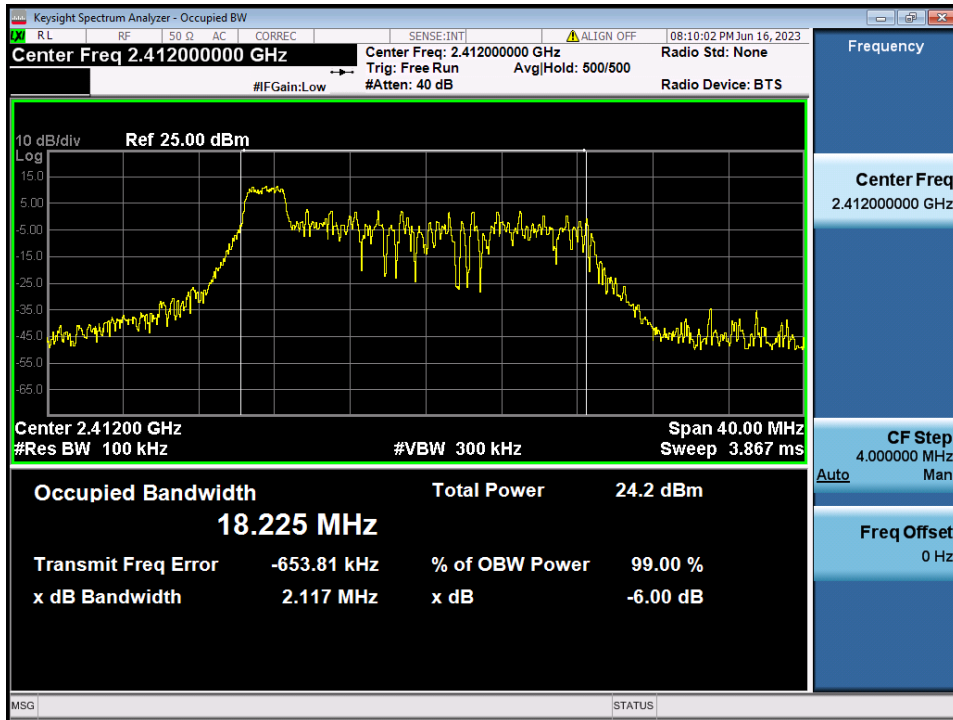 Keysight Spectrum Analyzer - Occupied BW
LXI RL RF 50 Ω AC CORREC SENSE:INT ALIGN OFF 08:10:02 PM Jun 16, 2023
Center Freq 2.412000000 GHz
Center Freq: 2.412000000 GHz
Radio Std: None
Trig: Free Run Avg|Hold: 500/500
#IFGain:Low
#Atten: 40 dB
Radio Device: BTS
10 dB/div Ref 25.00 dBm
Log
15.0
5.00
-5.00
-15.0
-25.0
-35.0
-45.0
-55.0
-65.0
Center 2.41200 GHz
Span 40.00 MHz
#Res BW 100 kHz
#VBW 300 kHz
Sweep 3.867 ms
Occupied Bandwidth
Total Power 24.2 dBm
18.225 MHz
Transmit Freq Error -653.81 kHz
% of OBW Power 99.00 %
x dB Bandwidth 2.117 MHz
x dB -6.00 dB
MSG
STATUS
Frequency
Center Freq
2.412000000 GHz
CF Step
4.000000 MHz
Auto Man
Freq Offset
0 Hz